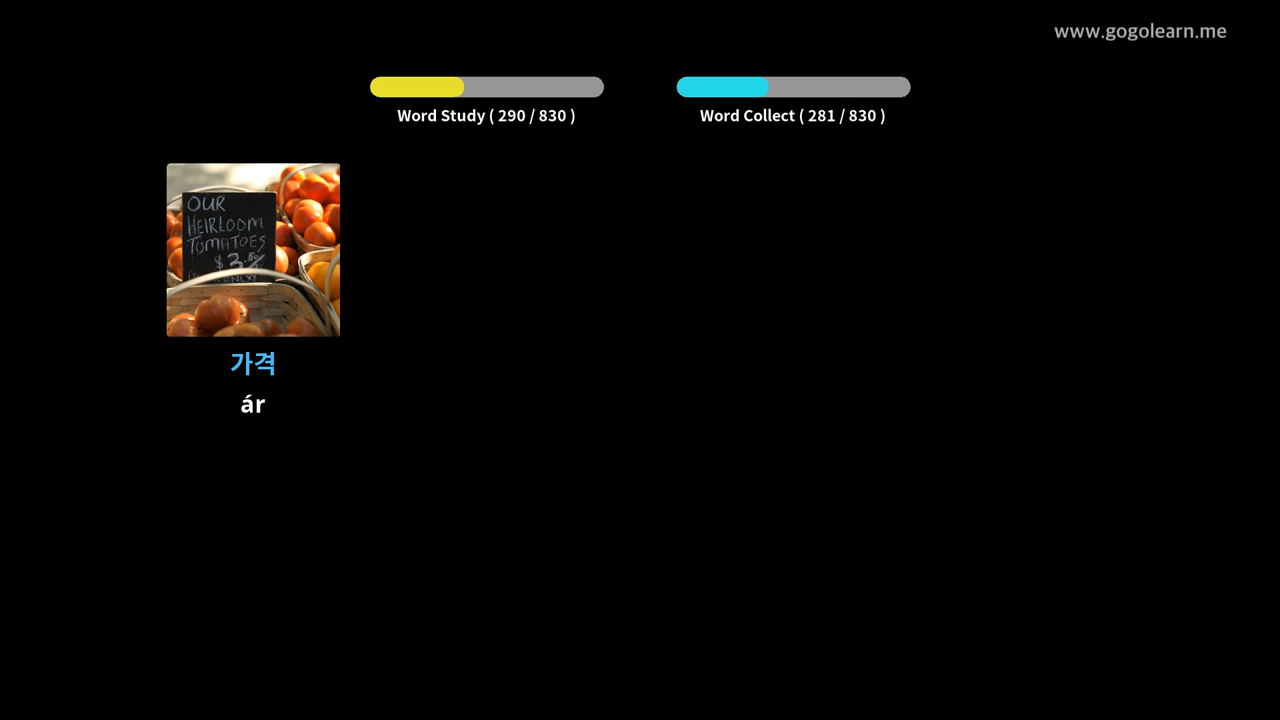 www.gogolearn.me
Word Study ( 290 / 830 )
Word Collect ( 281 / 830 )
OUR
HEIRLOOM
TOMATOES
가격
ár